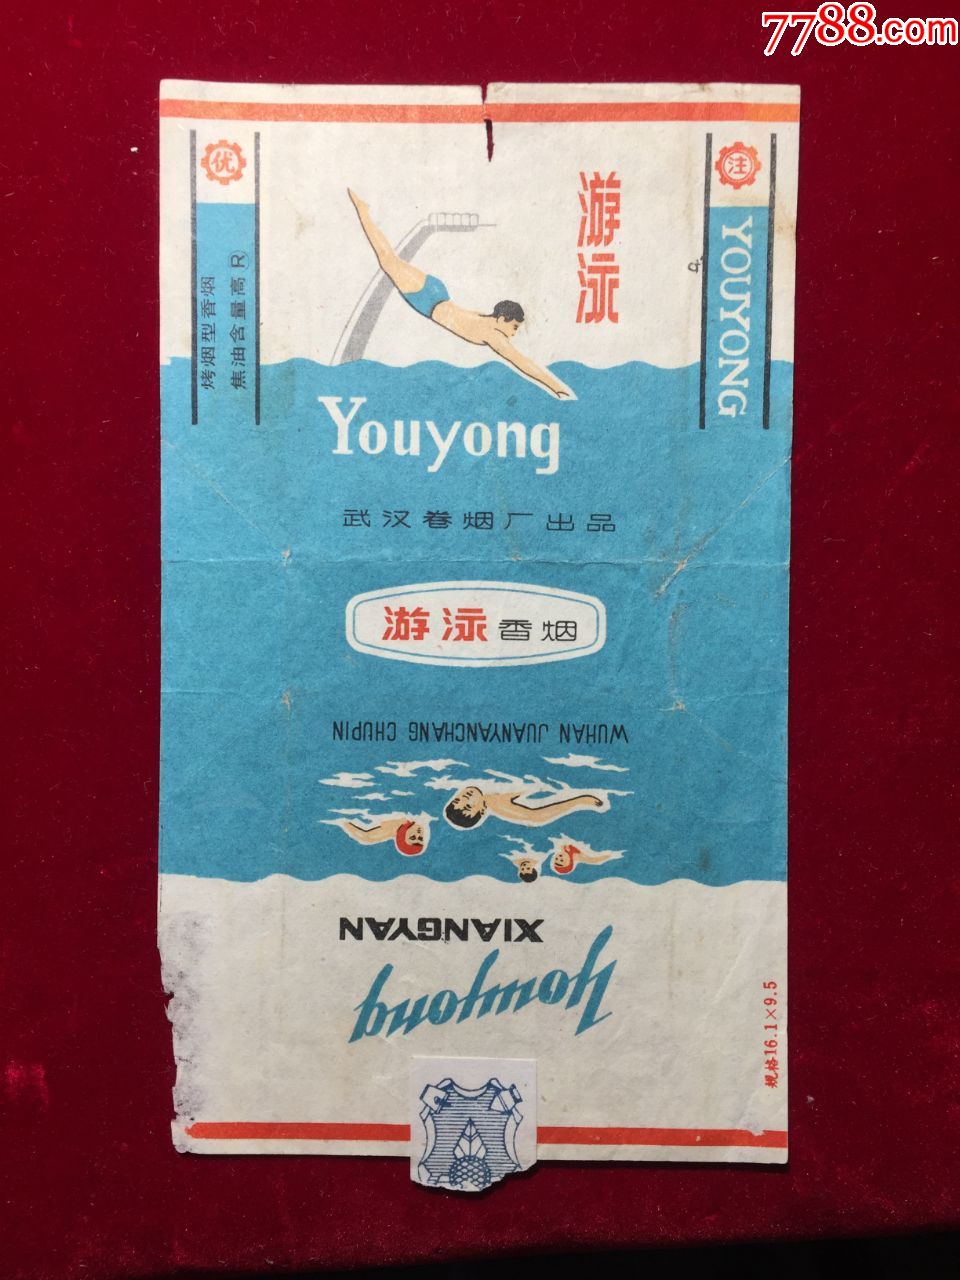 7788.com
优
烤烟型香烟
焦油含量高 R
游泳
注
YOUYONG
Youyong
武汉卷烟厂出品
游泳香烟
WUHAN JUANYANCHANG CHUPIN
XIANGYAN
Youyong
规格16.1×9.5